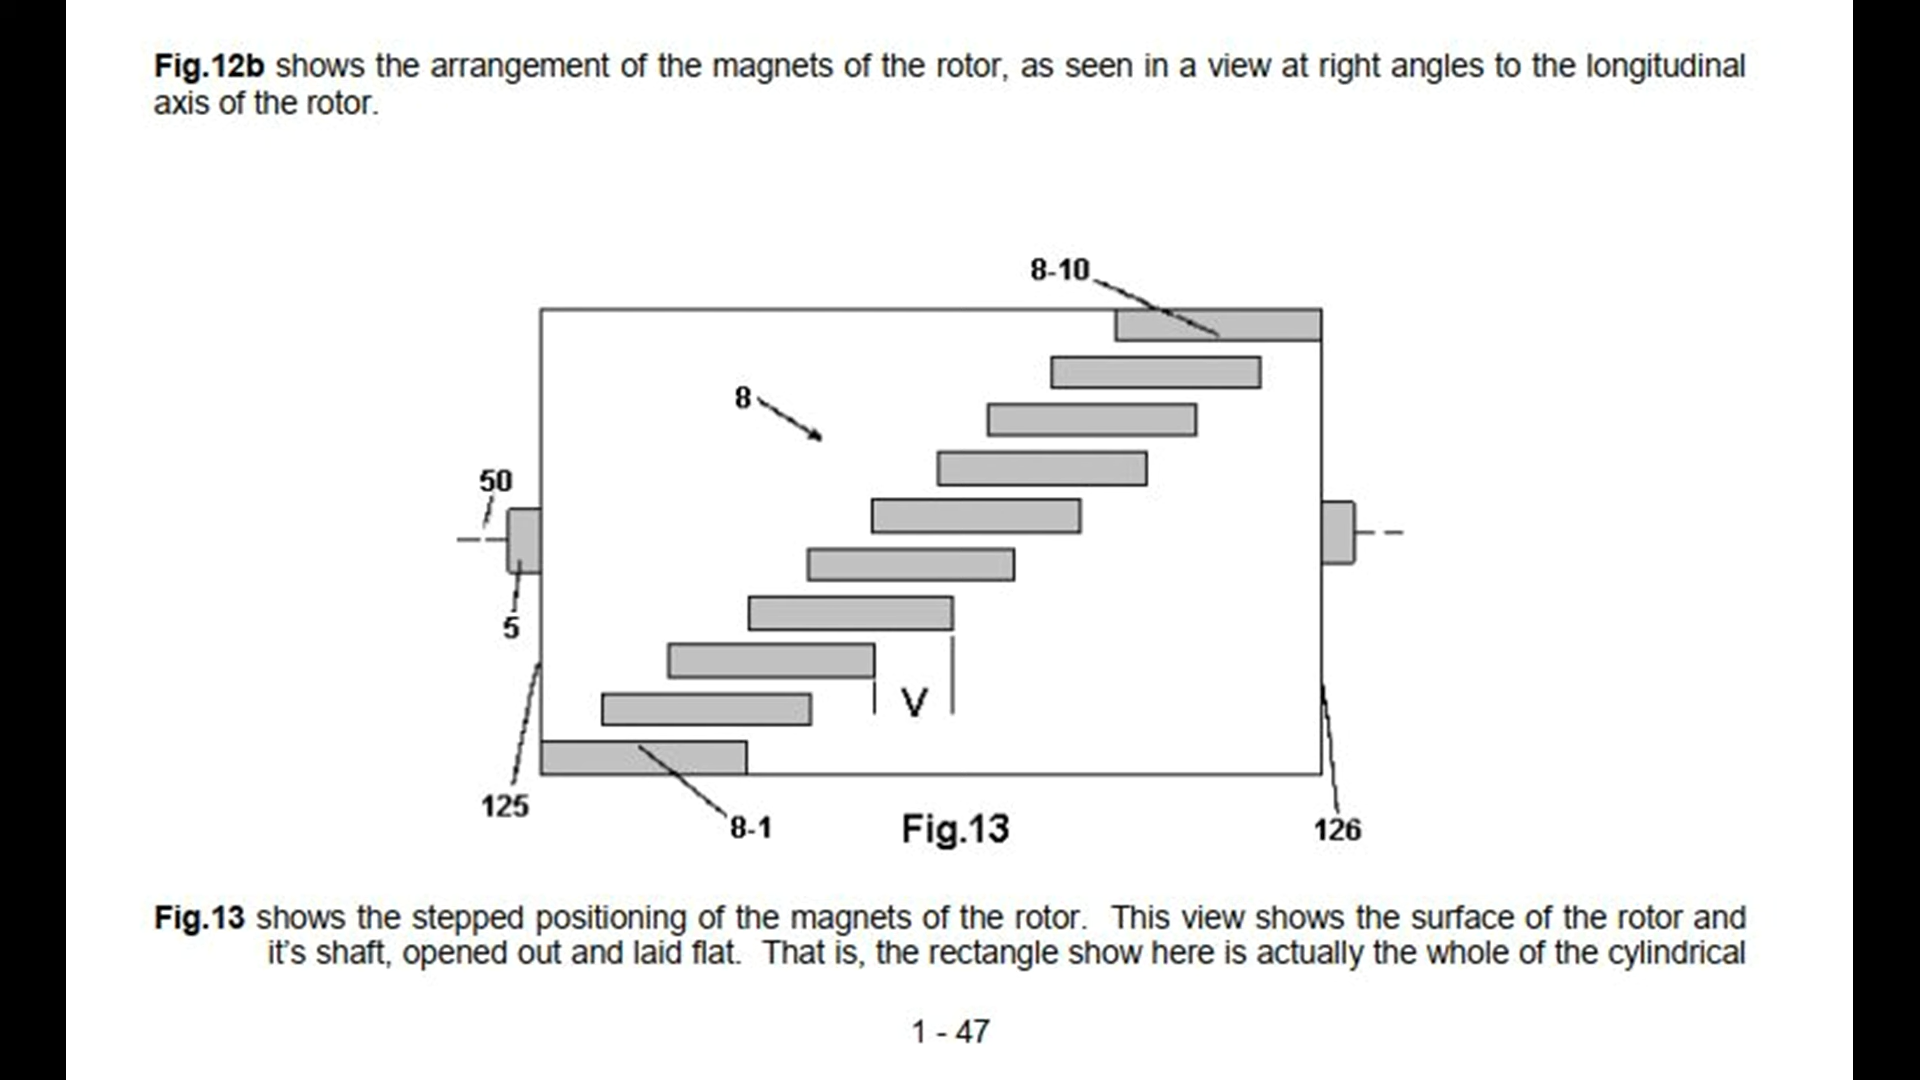 Fig.12b shows the arrangement of the magnets of the rotor, as seen in a view at right angles to the longitudinal
axis of the rotor.
8-10
8
50
5
V
125
8-1
Fig.13
126
Fig.13 shows the stepped positioning of the magnets of the rotor. This view shows the surface of the rotor and
it's shaft, opened out and laid flat. That is, the rectangle show here is actually the whole of the cylindrical
1 - 47